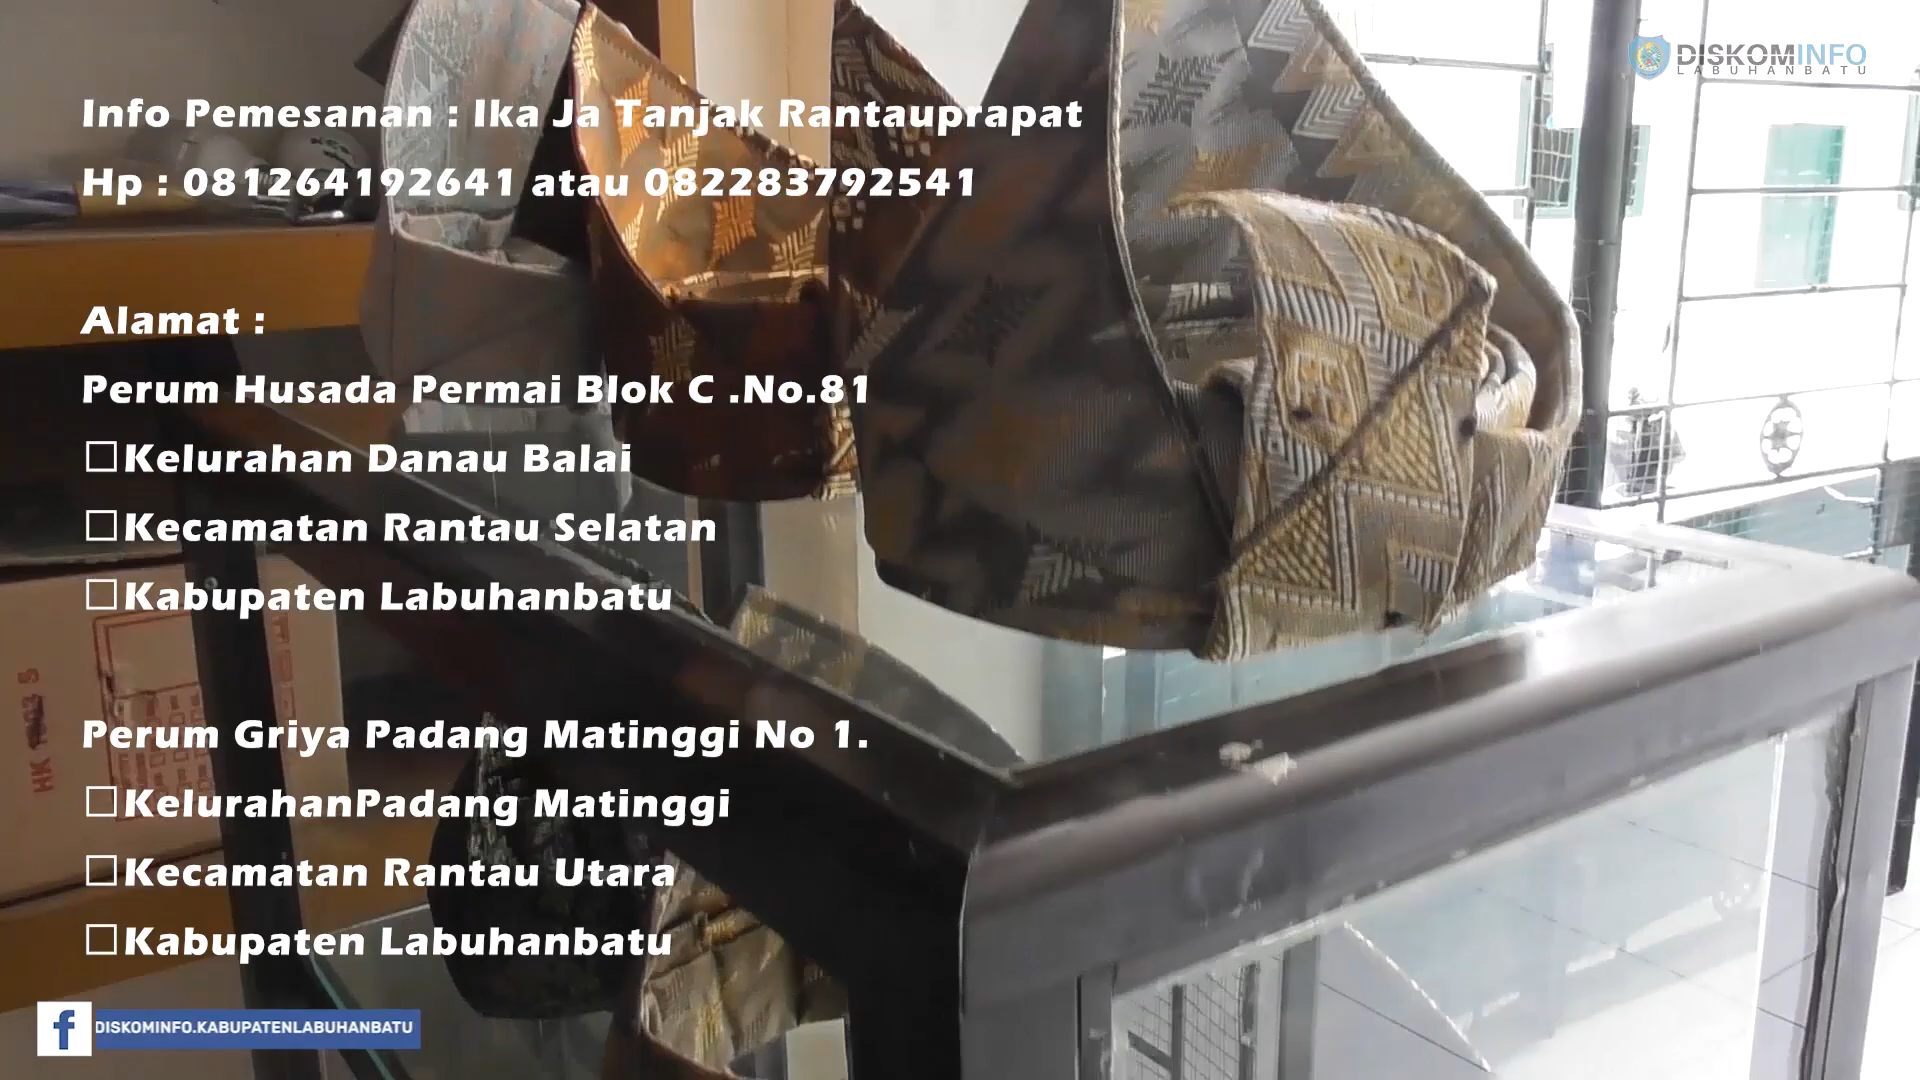 DISKOMINFO
LABUHANBATU
Info Pemesanan : Ika Ja Tanjak Rantauprapat
Hp : 081264192641 atau 082283792541
Alamat :
Perum Husada Permai Blok C .No.81
□Kelurahan Danau Balai
□Kecamatan Rantau Selatan
□Kabupaten Labuhanbatu
Perum Griya Padang Matinggi No 1.
□KelurahanPadang Matinggi
□Kecamatan Rantau Utara
□Kabupaten Labuhanbatu
f DISKOMINFO.KABUPATENLABUHANBATU